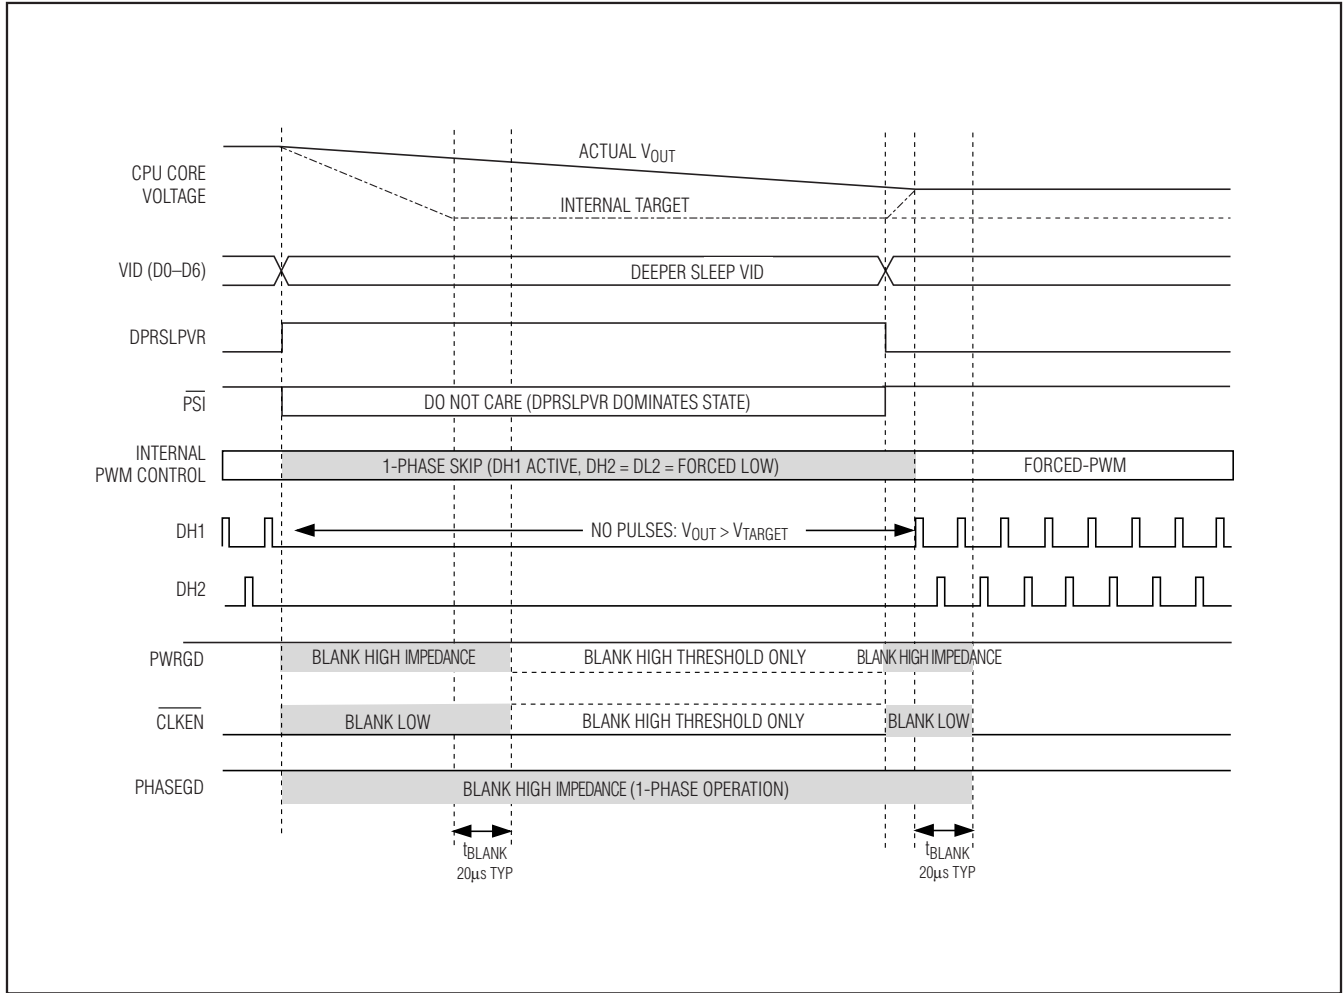 CPU CORE
VOLTAGE
ACTUAL VOUT
INTERNAL TARGET
VID (D0–D6)
DEEPER SLEEP VID
DPRSLPVR
PSI
DO NOT CARE (DPRSLPVR DOMINATES STATE)
INTERNAL
PWM CONTROL
1-PHASE SKIP (DH1 ACTIVE, DH2 = DL2 = FORCED LOW)
FORCED-PWM
DH1
NO PULSES: VOUT > VTARGET
DH2
PWRGD
BLANK HIGH IMPEDANCE
BLANK HIGH THRESHOLD ONLY
BLANK HIGH IMPEDANCE
CLKEN
BLANK LOW
BLANK HIGH THRESHOLD ONLY
BLANK LOW
PHASEGD
BLANK HIGH IMPEDANCE (1-PHASE OPERATION)
tBLANK
20μs TYP
tBLANK
20μs TYP